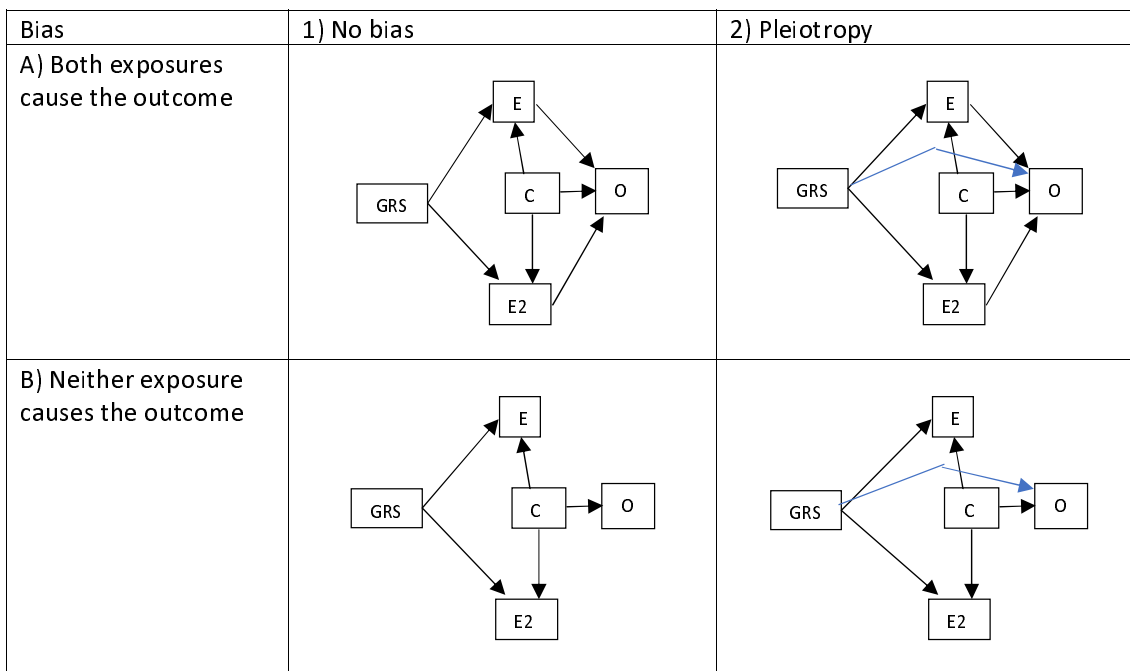 Bias
1) No bias
2) Pleiotropy
A) Both exposures
cause the outcome
E
GRS
C
O
E2
E
GRS
C
O
E2
B) Neither exposure
causes the outcome
E
GRS
C
O
E2
E
GRS
C
O
E2